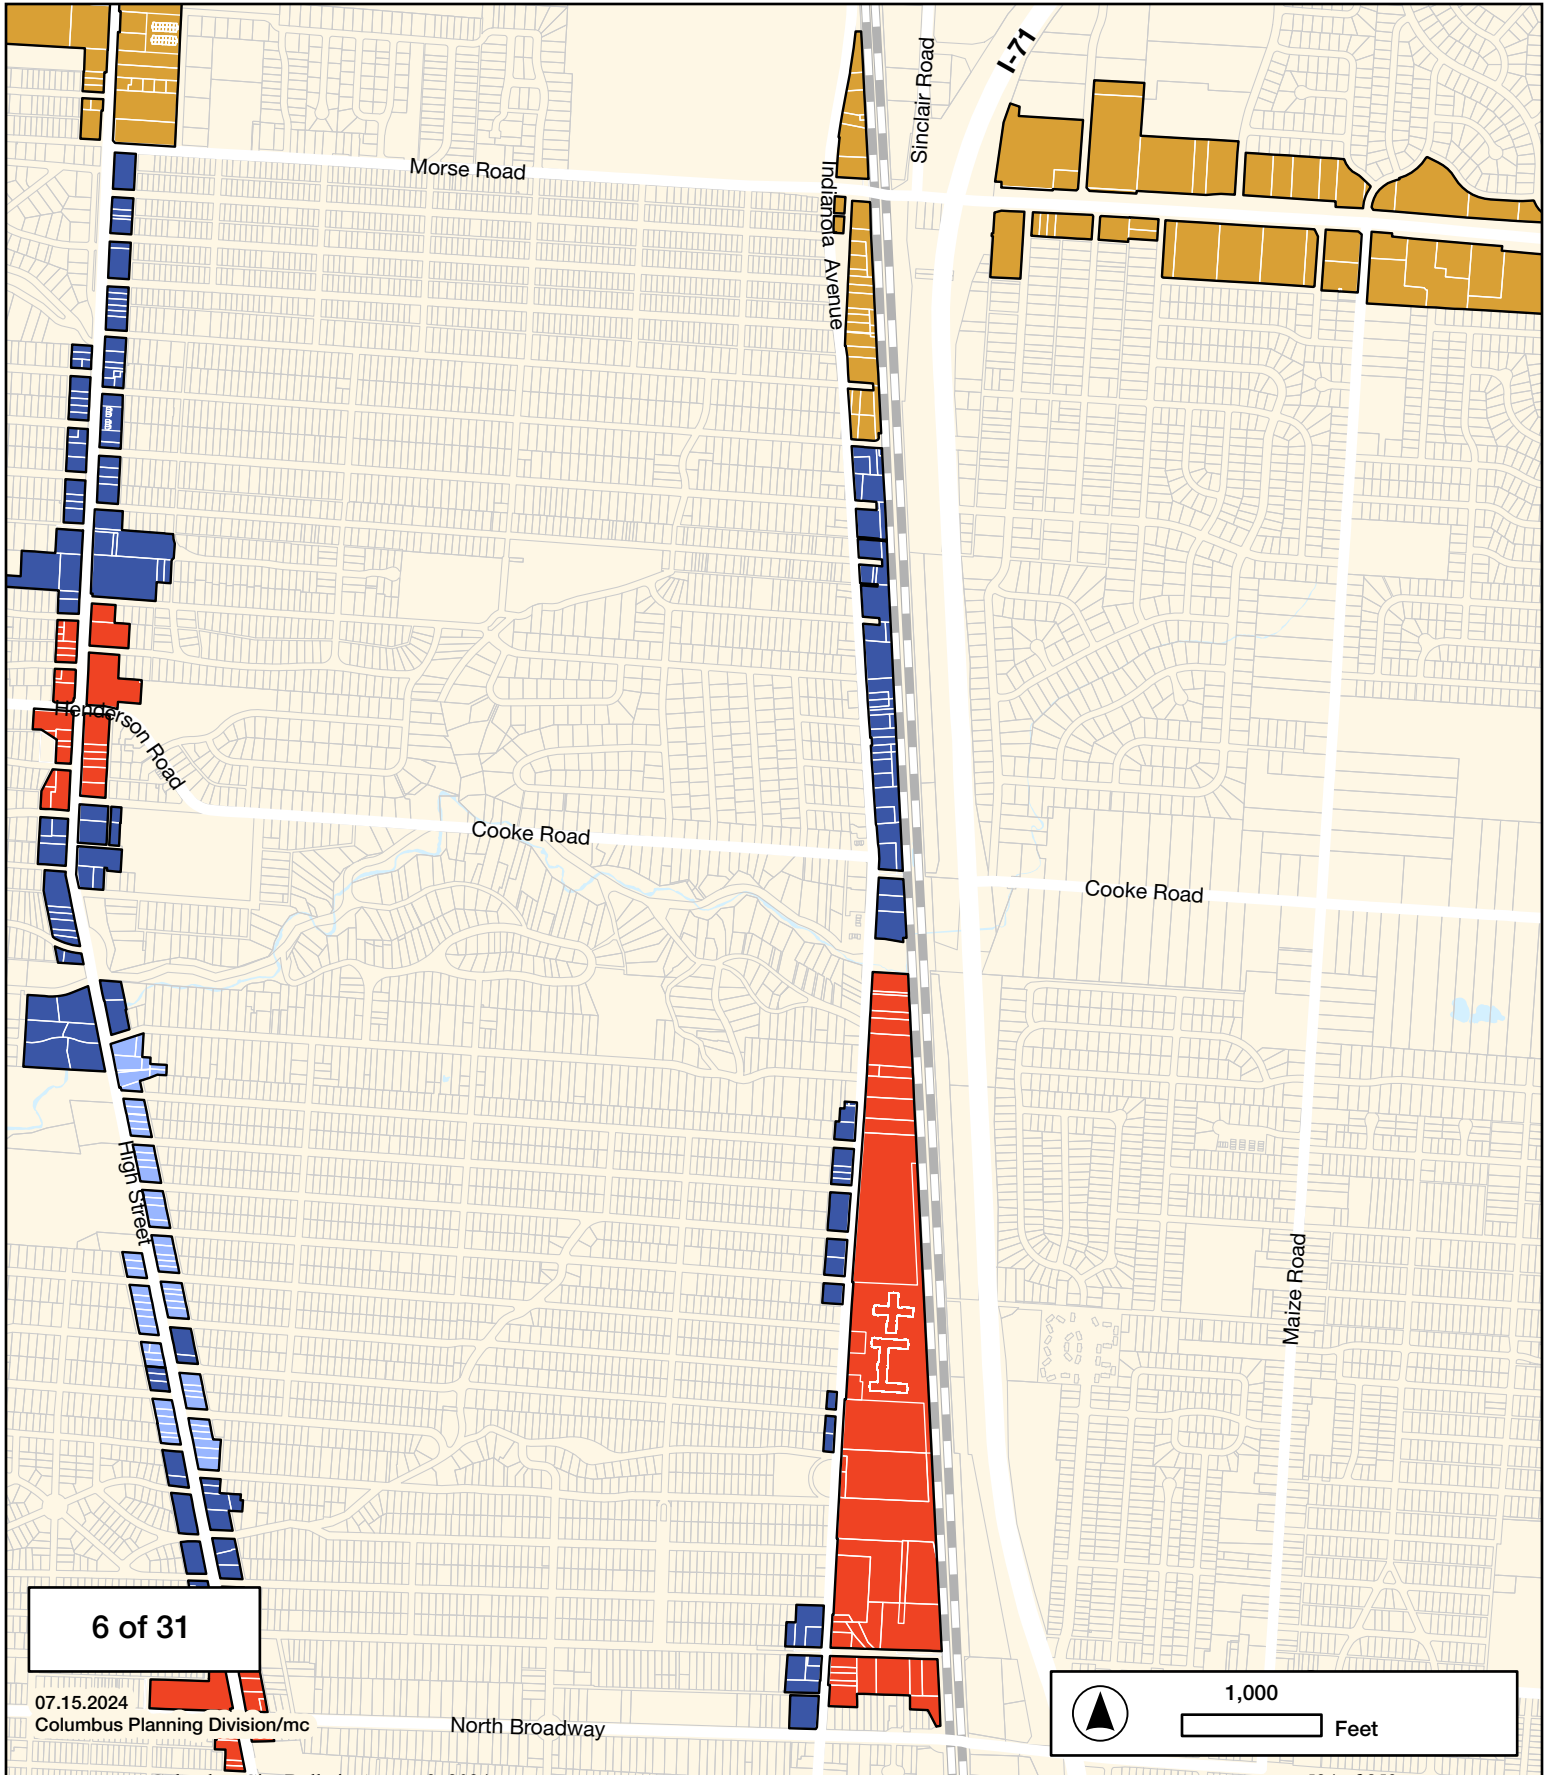 I-71
Sinclair Road
Morse Road
Indianola Avenue
Henderson Road
Cooke Road
Cooke Road
High Street
Maize Road
6 of 31
07.15.2024
Columbus Planning Division/mc
North Broadway
1,000
Feet